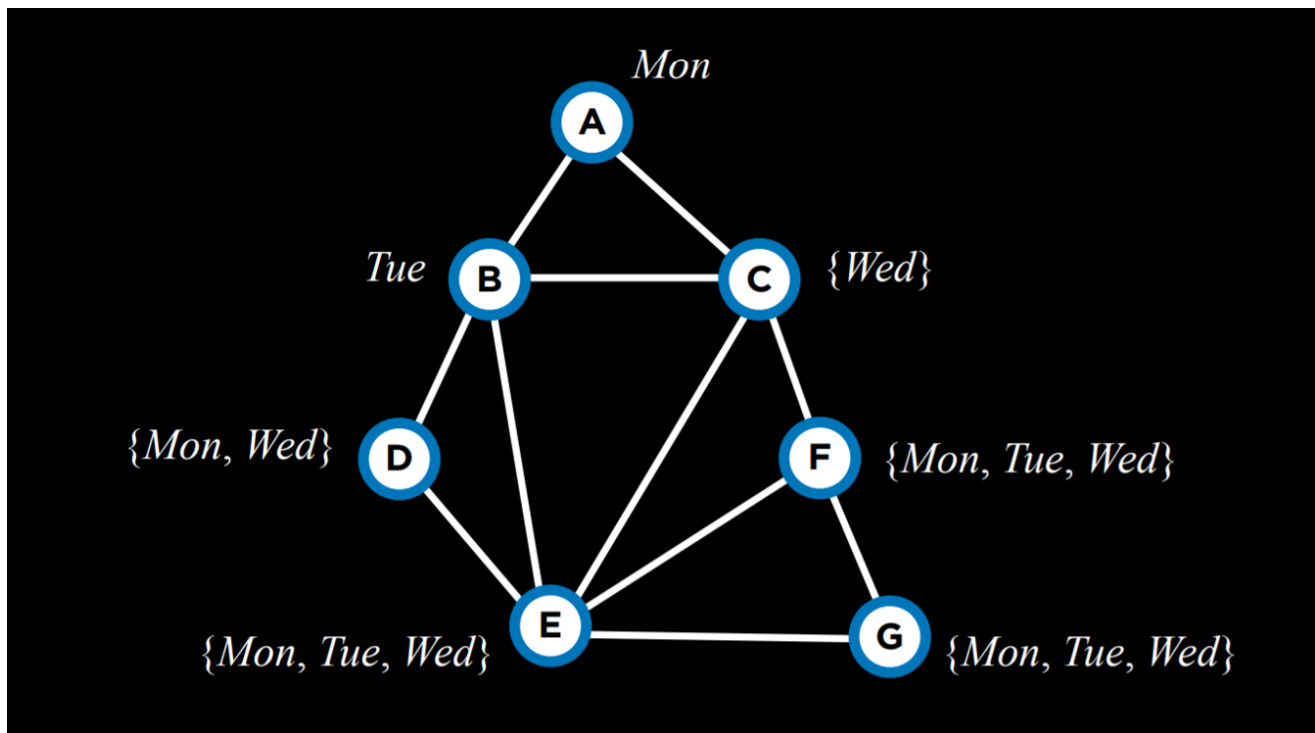 Mon
A
Tue
B
C
{Wed}
{Mon, Wed}
D
F
{Mon, Tue, Wed}
{Mon, Tue, Wed}
E
G
{Mon, Tue, Wed}